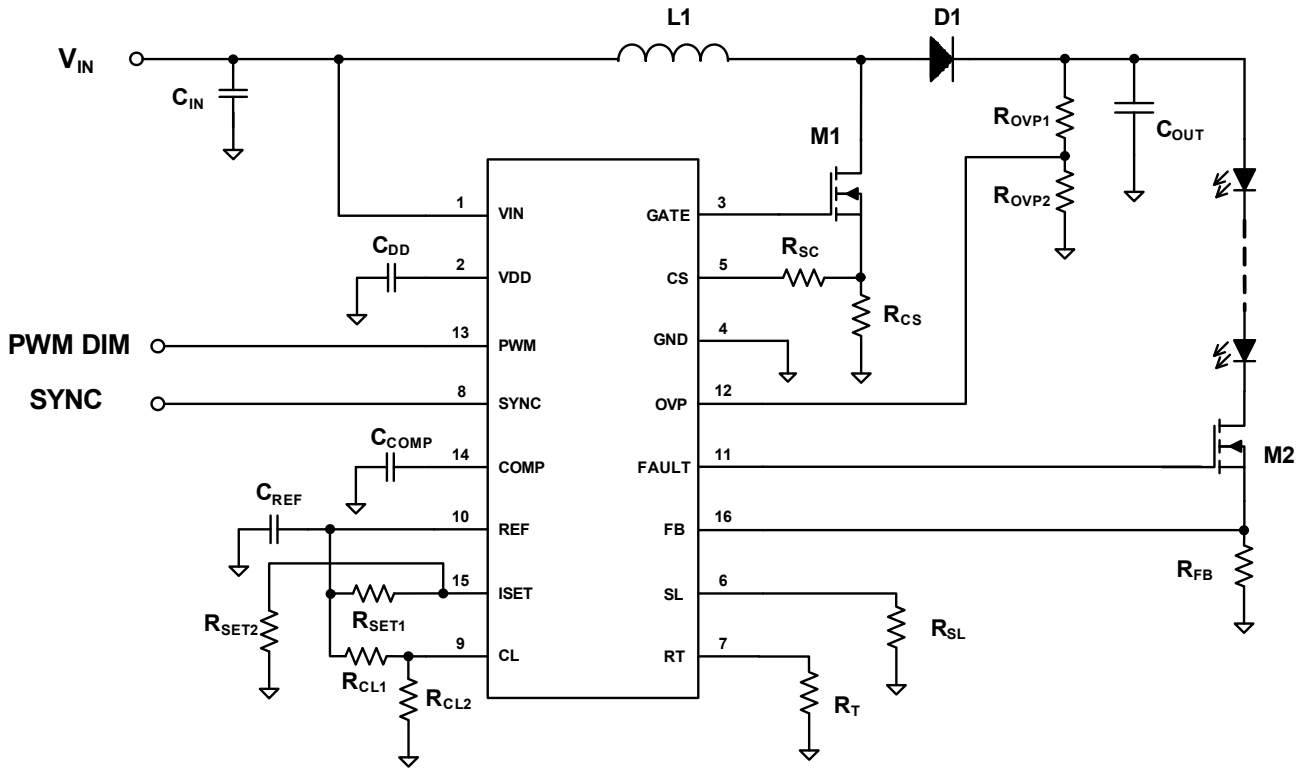 L1
D1
VIN
CIN
M1
ROVP1
COUT
ROVP2
1 VIN
GATE 3
CDD
2 VDD
CS 5
RSC
RCS
PWM DIM
13 PWM
GND 4
SYNC
8 SYNC
OVP 12
CCOMP
14 COMP
FAULT 11
M2
CREF
10 REF
FB 16
RFB
15 ISET
RSET1
RSET2
SL 6
RSL
9 CL
RCL1
RCL2
RT 7
RT